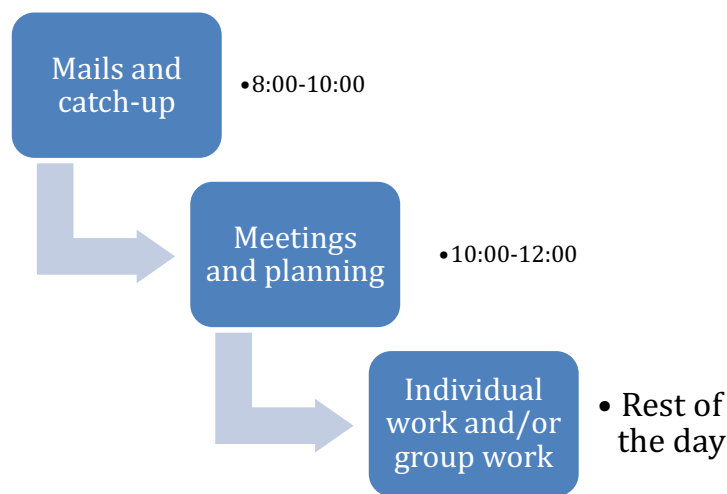 Mails and
catch-up
•8:00-10:00
Meetings
and planning
•10:00-12:00
Individual
work and/or
group work
• Rest of
the day